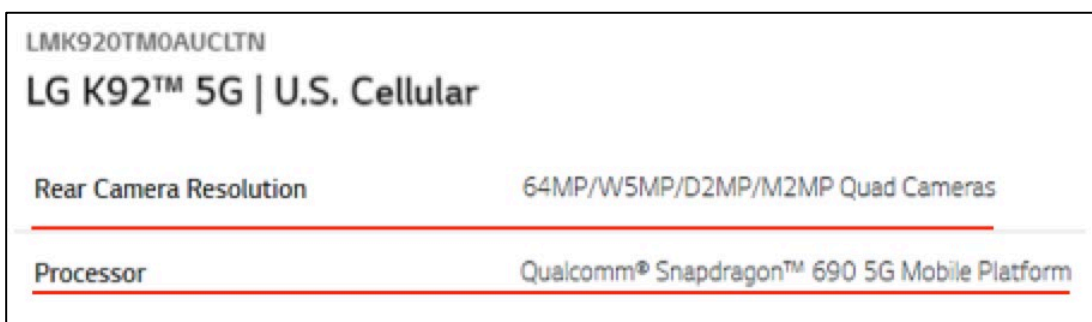 LMK920TM0AUCLTN
LG K92™ 5G | U.S. Cellular
Rear Camera Resolution 64MP/W5MP/D2MP/M2MP Quad Cameras
Processor Qualcomm® Snapdragon™ 690 5G Mobile Platform